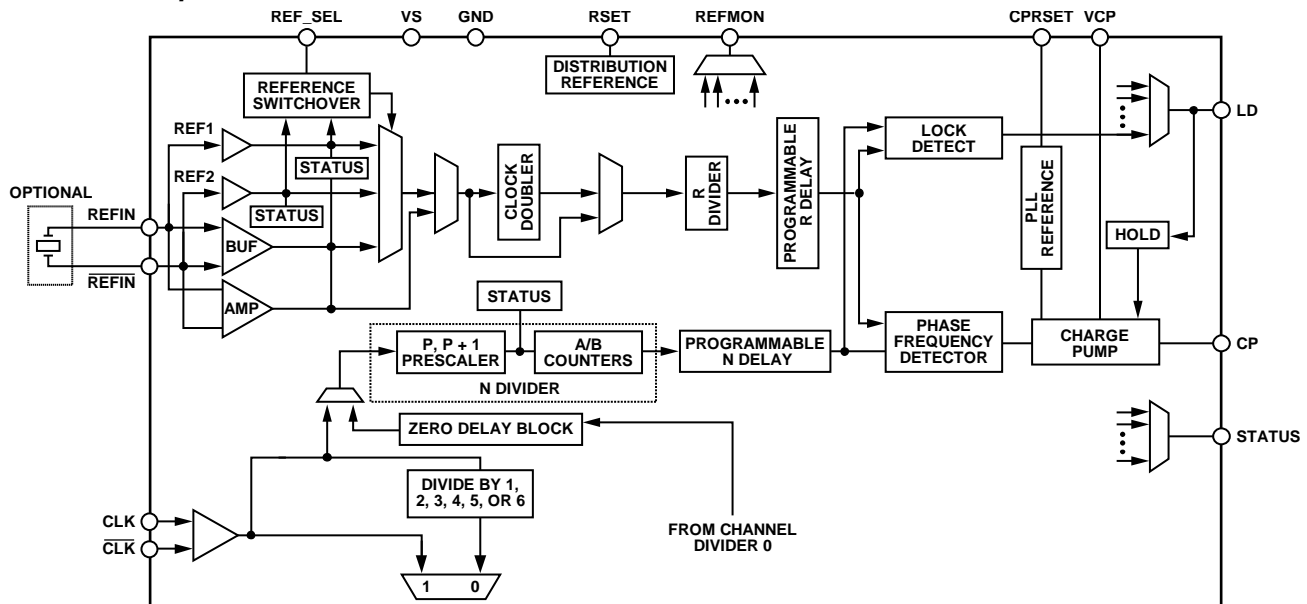 REF_SEL
VS
GND
RSET
REFMON
CPRSET
VCP
REFERENCE
SWITCHOVER
DISTRIBUTION
REFERENCE
REF1
STATUS
REF2
STATUS
OPTIONAL
REFIN
BUF
REFIN
AMP
CLOCK
DOUBLER
R
DIVIDER
PROGRAMMABLE
R DELAY
LOCK
DETECT
LD
PLL
REFERENCE
HOLD
STATUS
P, P + 1
PRESCALER
A/B
COUNTERS
N DIVIDER
PROGRAMMABLE
N DELAY
PHASE
FREQUENCY
DETECTOR
CHARGE
PUMP
CP
ZERO DELAY BLOCK
STATUS
DIVIDE BY 1,
2, 3, 4, 5, OR 6
CLK
CLK
FROM CHANNEL
DIVIDER 0
1 0